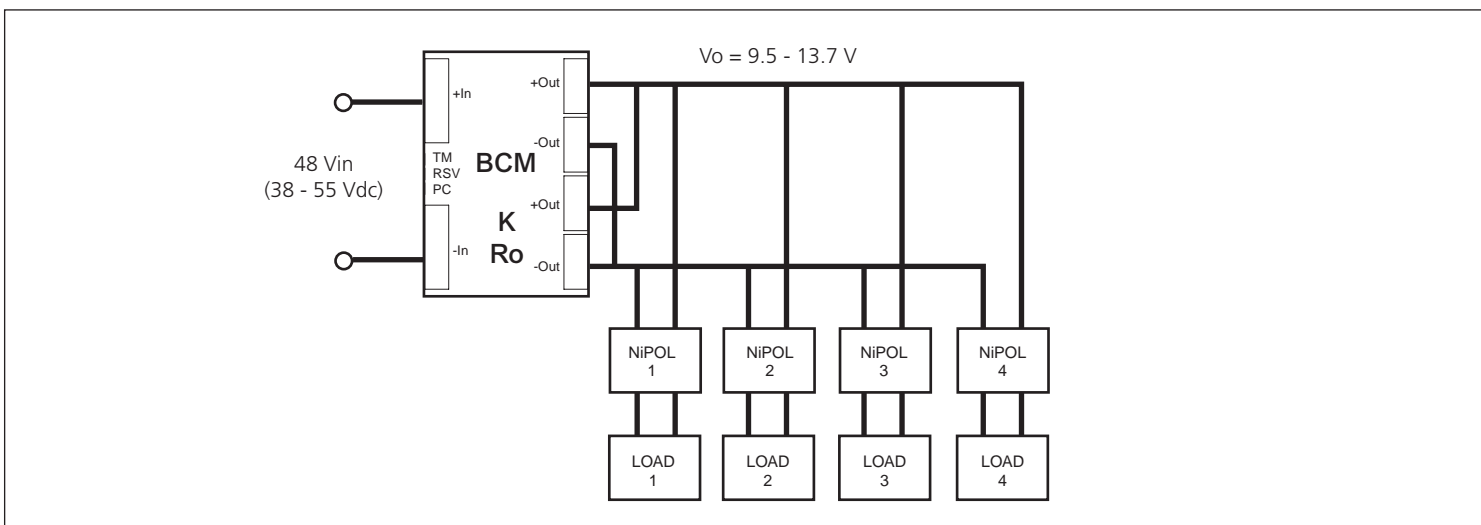 Vo = 9.5 - 13.7 V
+In
+Out
-Out
48 Vin
(38 - 55 Vdc)
TM
RSV
PC
BCM
+Out
K
Ro
-In
-Out
NiPOL
1
NiPOL
2
NiPOL
3
NiPOL
4
LOAD
1
LOAD
2
LOAD
3
LOAD
4